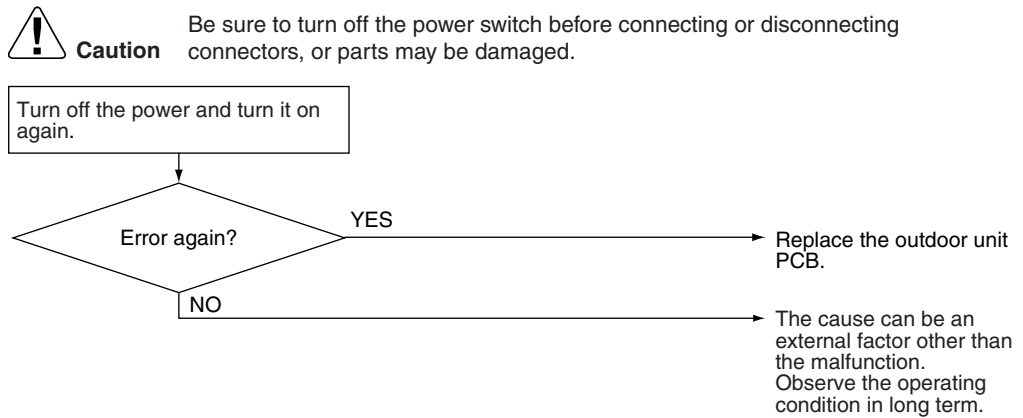 Be sure to turn off the power switch before connecting or disconnecting
Caution connectors, or parts may be damaged.
Turn off the power and turn it on
again.
Error again?
YES
Replace the outdoor unit
PCB.
NO
The cause can be an
external factor other than
the malfunction.
Observe the operating
condition in long term.